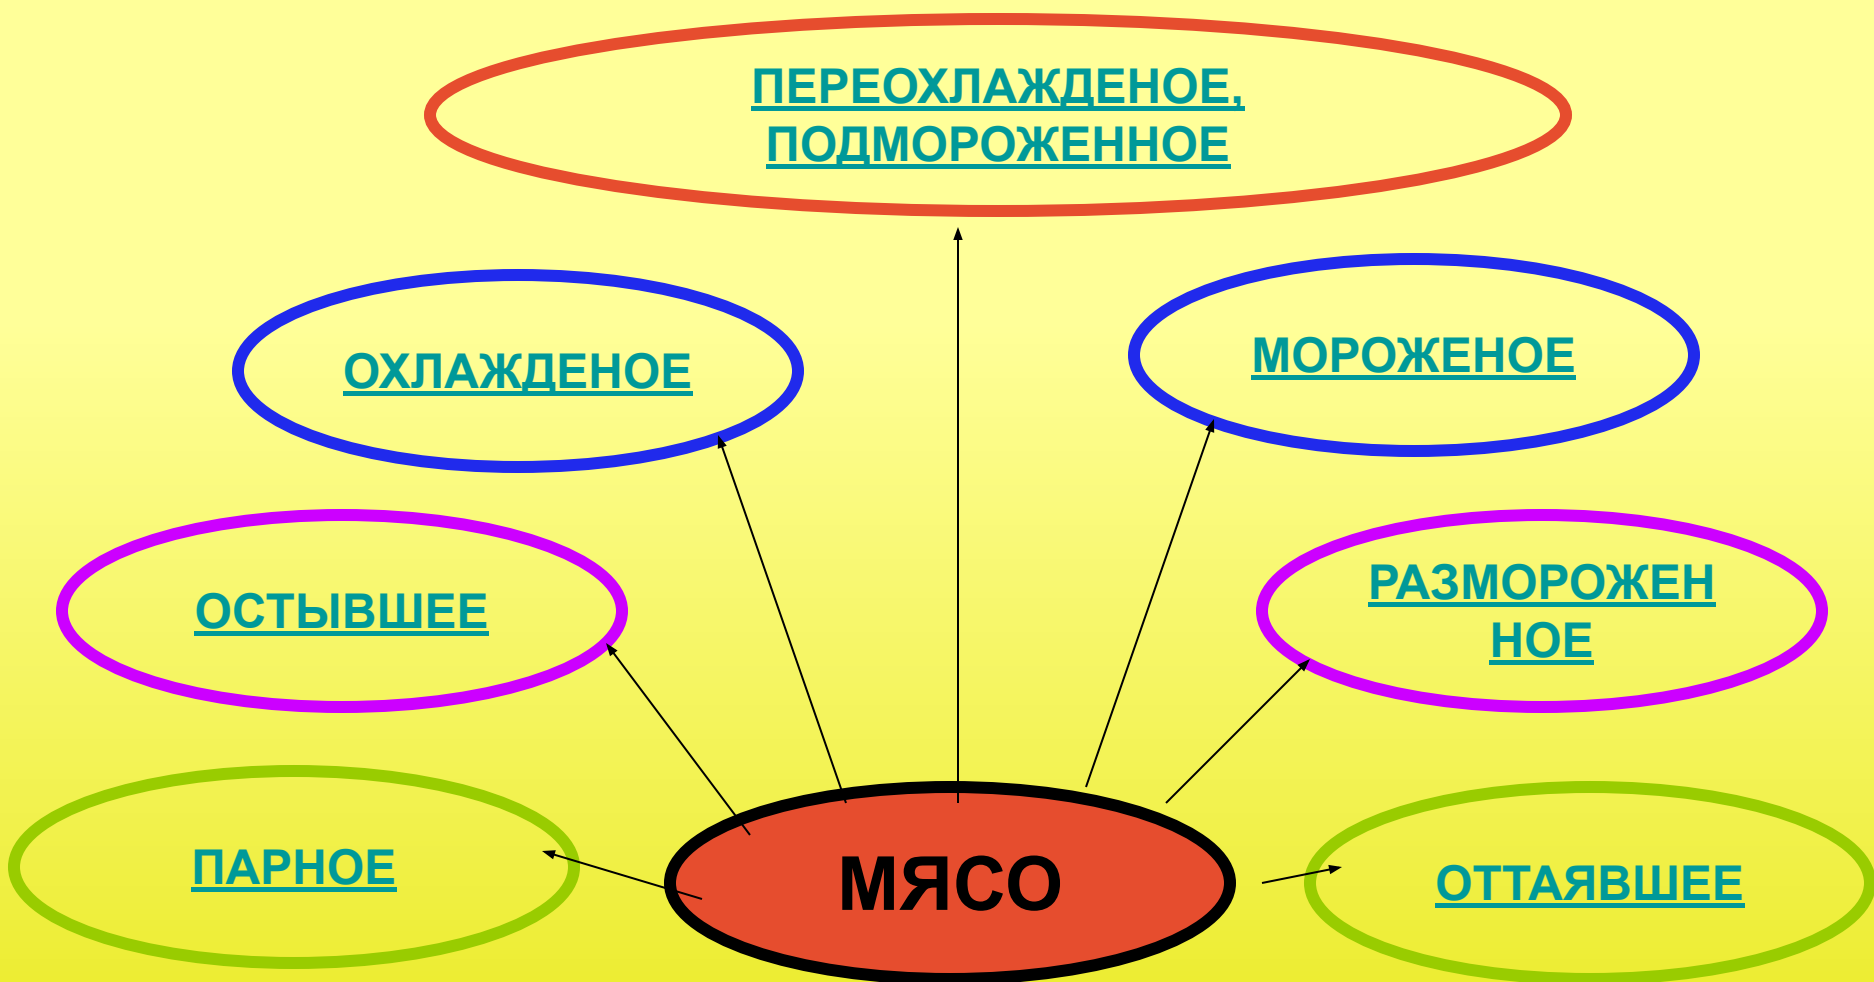 ПЕРЕОХЛАЖДЕНОЕ,
ПОДМОРОЖЕННОЕ
ОХЛАЖДЕНОЕ
МОРОЖЕНОЕ
ОСТЫВШЕЕ
РАЗМОРОЖЕН
НОЕ
ПАРНОЕ
МЯСО
ОТТАЯВШЕЕ